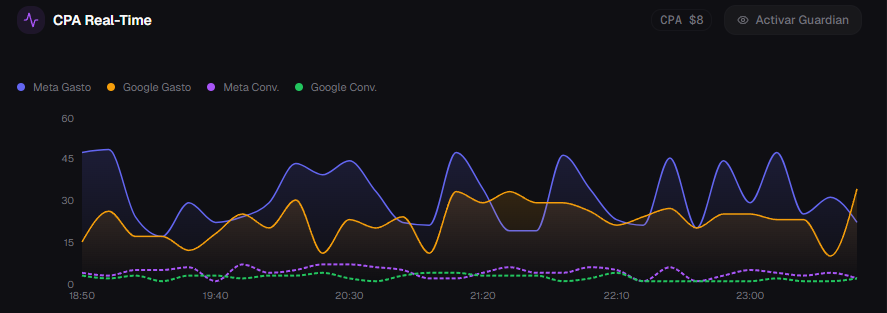 CPA Real-Time
CPA $8
Activar Guardian
Meta Gasto Google Gasto Meta Conv. Google Conv.
60
45
30
15
0
18:50 19:40 20:30 21:20 22:10 23:00